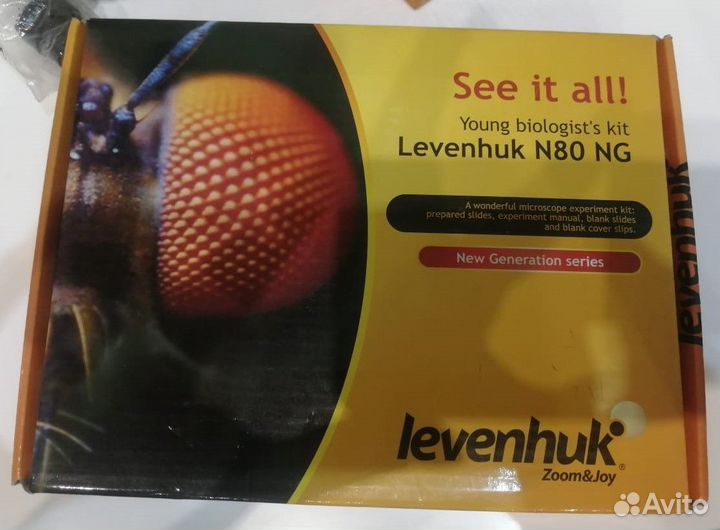 See it all!
Young biologist's kit
Levenhuk N80 NG
A wonderful microscope experiment kit:
prepared slides, experiment manual, blank slides
and blank cover slips.
New Generation series
levenhuk
levenhuk®
Zoom&Joy
Avito